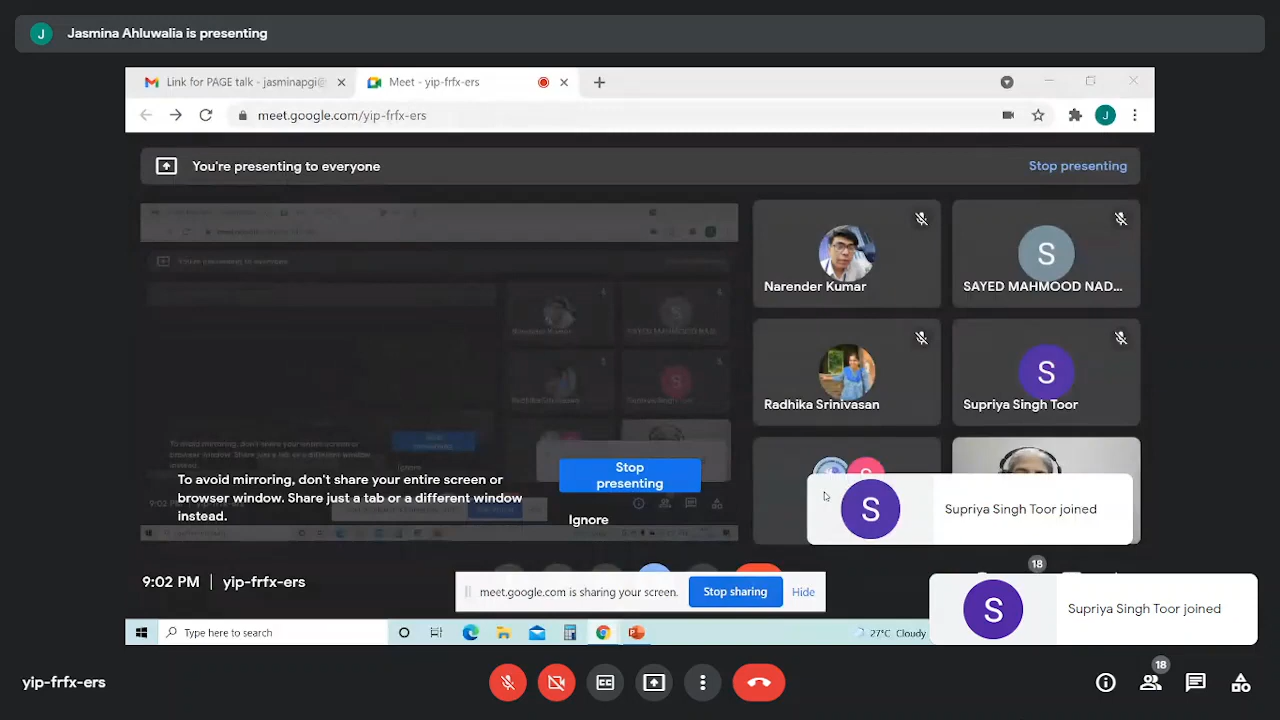 J
Jasmina Ahluwalia is presenting
Link for PAGE talk - jasminapgi@
Meet - yip-frfx-ers
meet.google.com/yip-frfx-ers
J
You're presenting to everyone
Stop presenting
Narender Kumar
S
SAYED MAHMOOD NAD...
Radhika Srinivasan
S
Supriya Singh Toor
To avoid mirroring, don't share your entire screen or
browser window. Share just a tab or a different window
instead.
Stop
presenting
Ignore
S
Supriya Singh Toor joined
9:02 PM | yip-frfx-ers
18
meet.google.com is sharing your screen.
Stop sharing
Hide
S
Supriya Singh Toor joined
Type here to search
27°C Cloudy
yip-frfx-ers
18